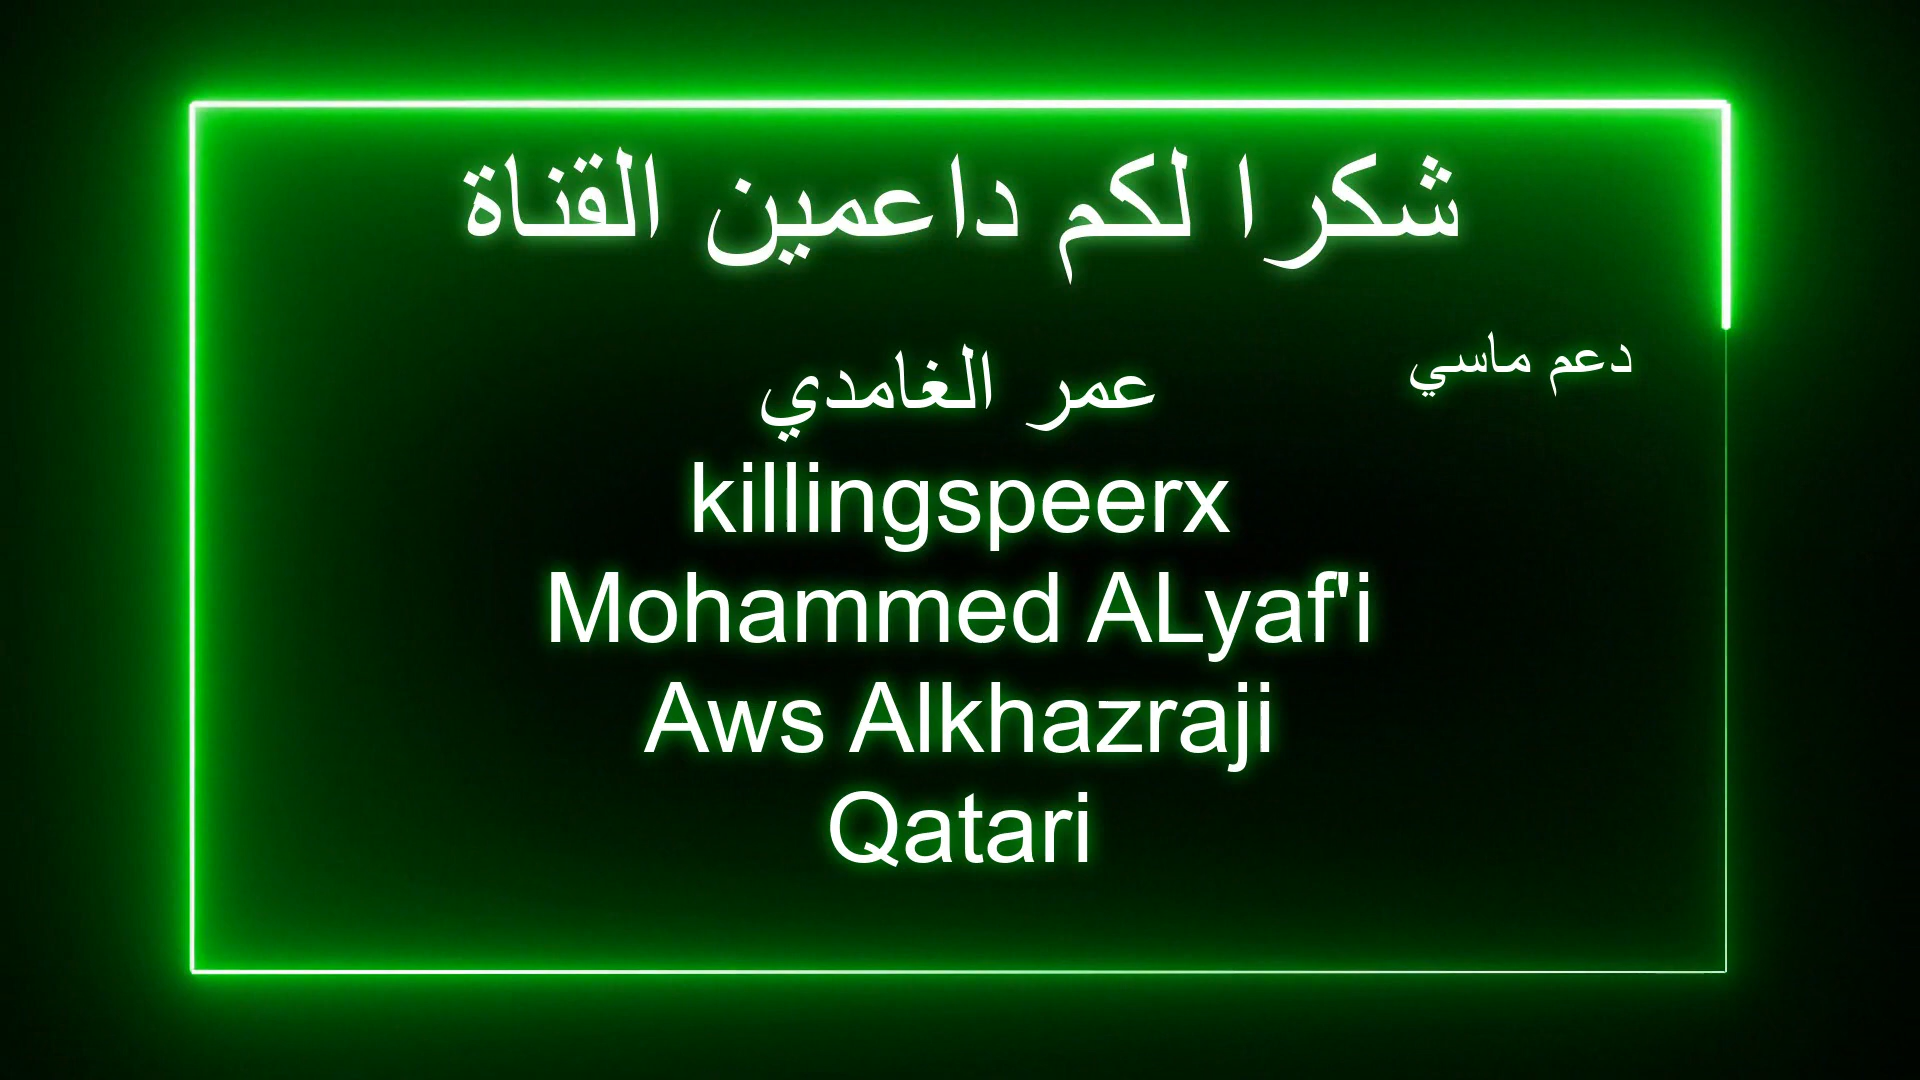 شكرا لكم داعمين القناة
دعم ماسي
عمر الغامدي
killingspeerx
Mohammed ALyaf'i
Aws Alkhazraji
Qatari